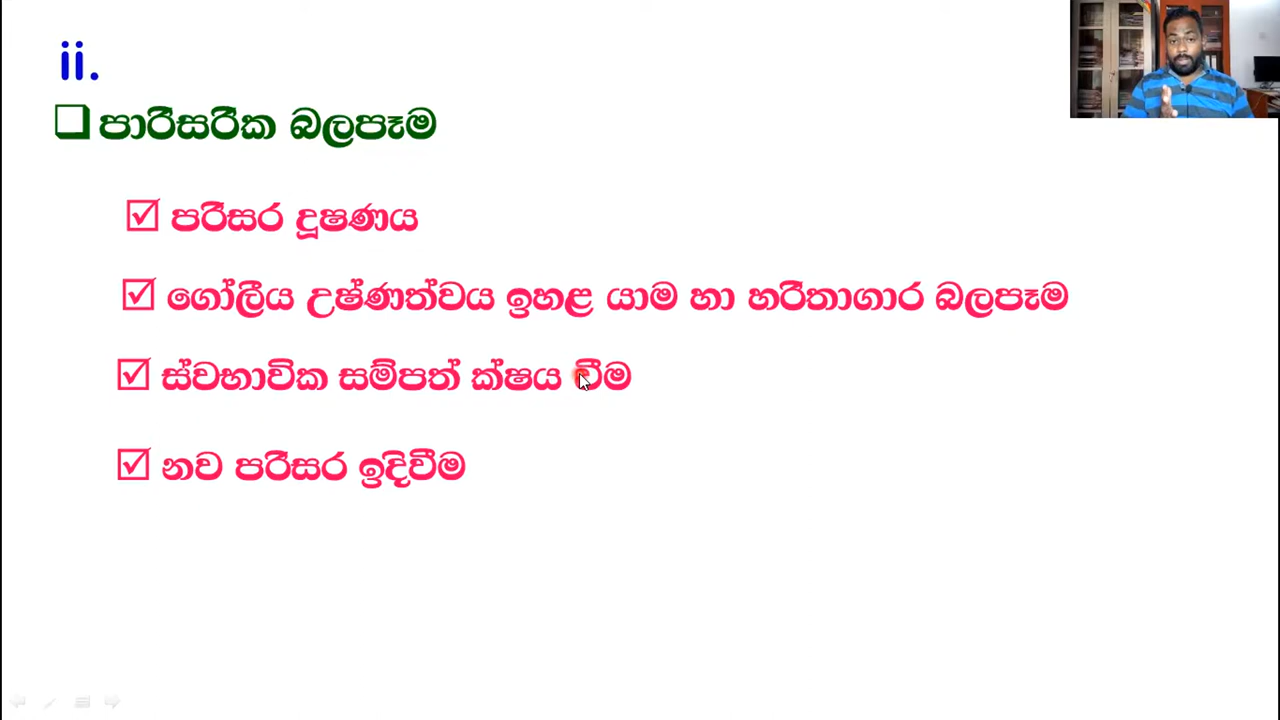 ii.
පාරිසරික බලපෑම
පරිසර දූෂණය
ගෝලීය උෂ්ණත්වය ඉහළ යාම හා හරිතාගාර බලපෑම
ස්වභාවික සම්පත් ක්ෂය වීම
නව පරිසර ඉදිවීම